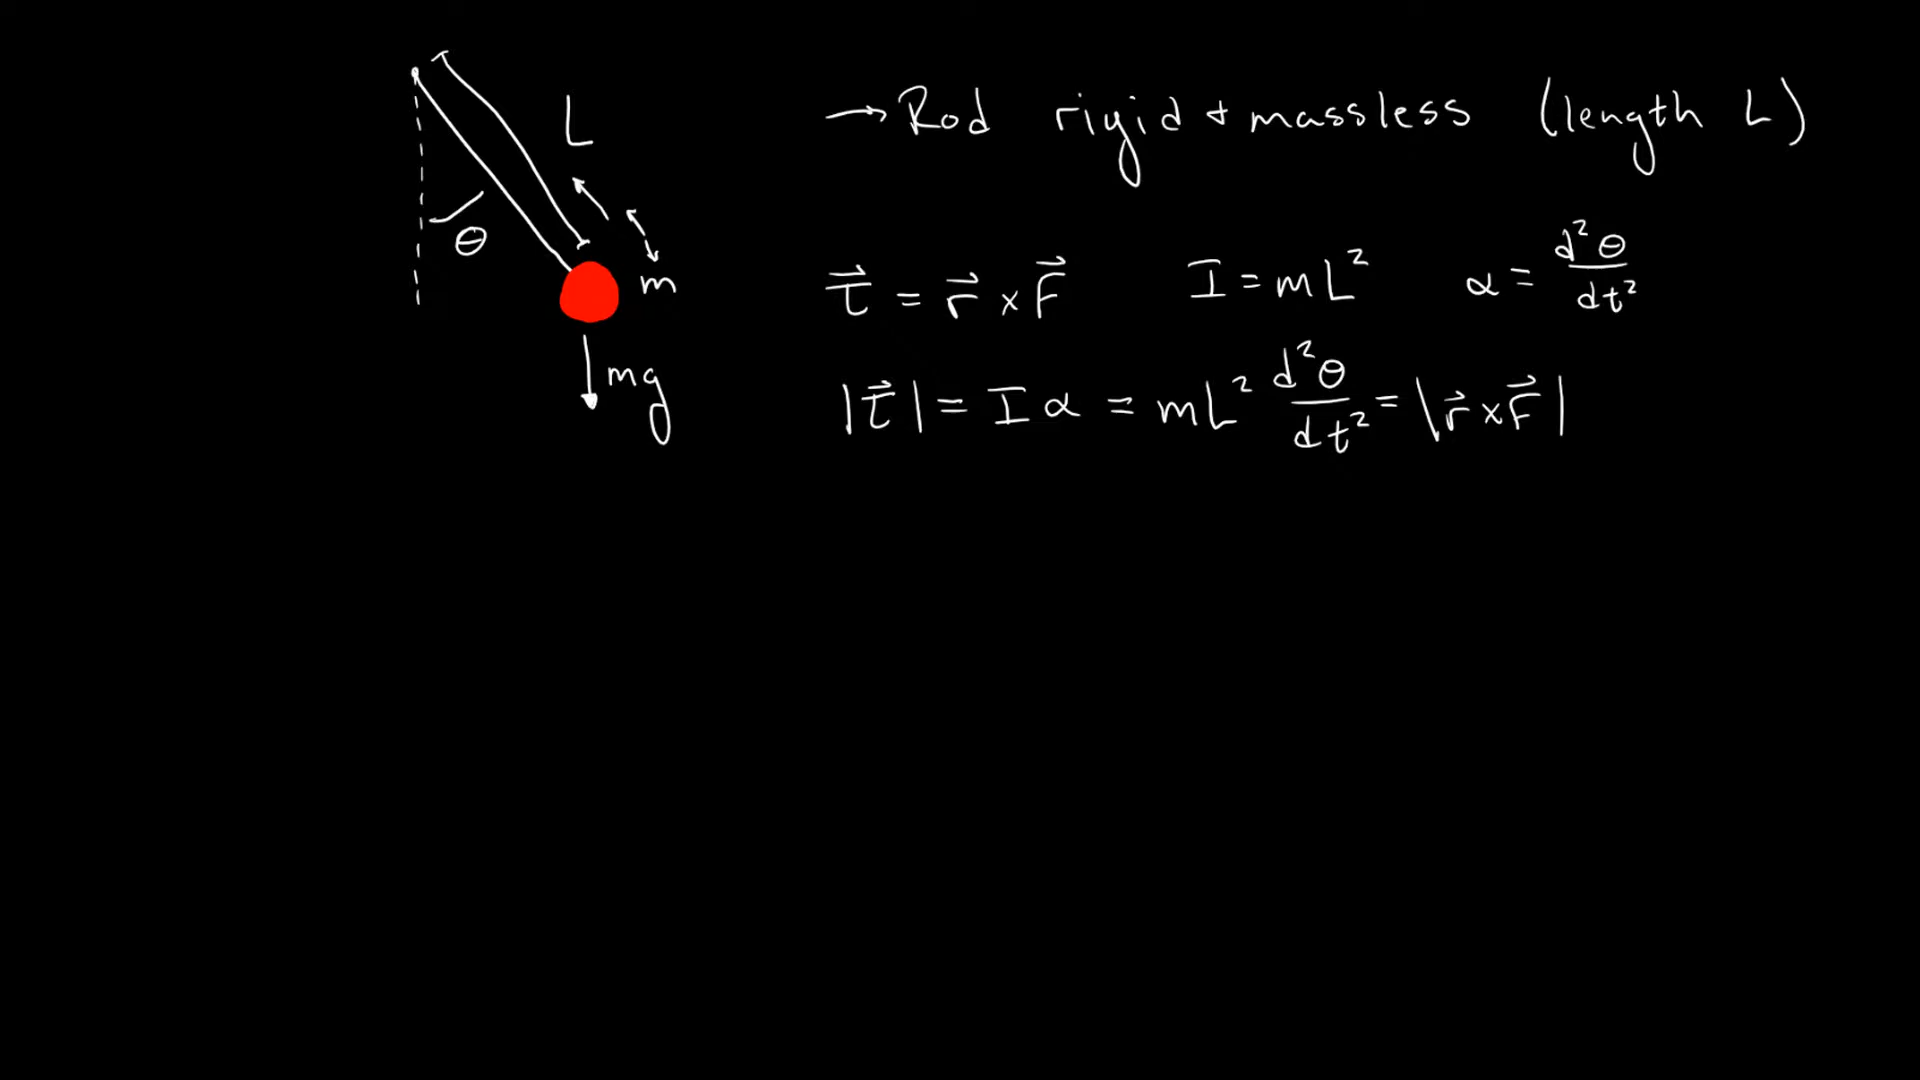 L
→ Rod rigid + massless (length L)
θ
m
mg
τ⃗ = r⃗ × F⃗   I = mL²   α = d²θ/dt²
|τ⃗| = Iα = mL² d²θ/dt² = |r⃗ × F⃗|